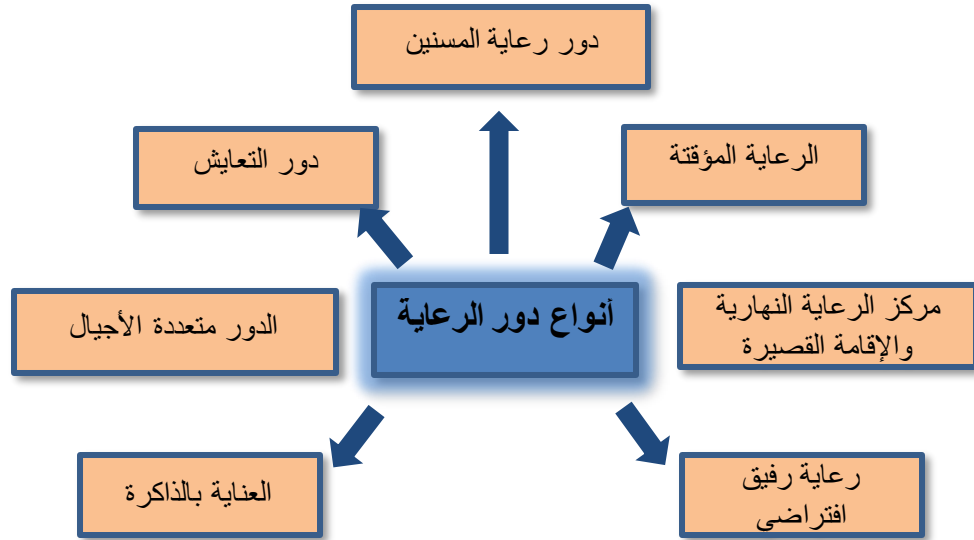 دور رعاية المسنين
الرعاية المؤقتة
دور التعايش
أنواع دور الرعاية
مركز الرعاية النهارية
والإقامة القصيرة
الدور متعددة الأجيال
رعاية رفيق
افتراضي
العناية بالذاكرة